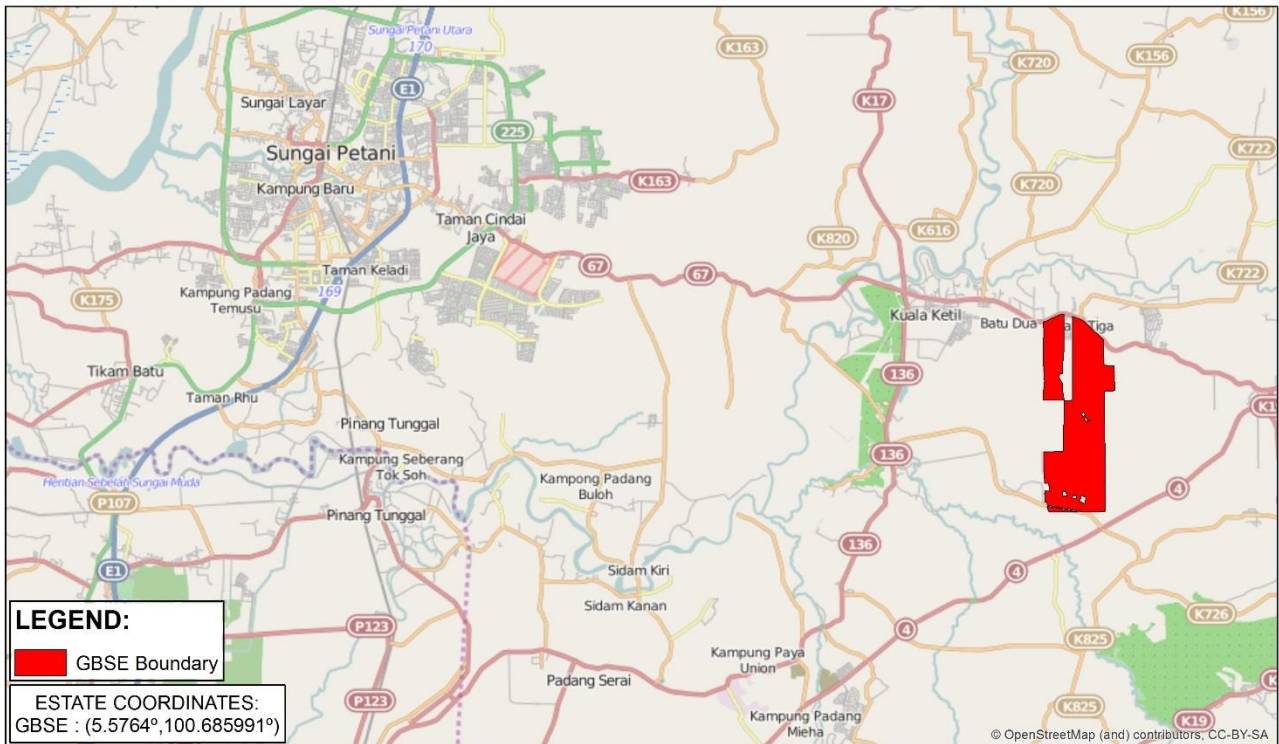 K156
Sungai Petani Utara
170
K163
K720
K156
E1
K17
Sungai Layar
225
K722
Sungai Petani
K163
K720
Kampung Baru
Taman Cindai
Jaya
K616
K820
67
67
K722
Taman Keladi
169
K175
Kampung Padang
Temusu
Kuala Ketil
Batu Dua
Tiga
Tikam Batu
136
Taman Rhu
Pinang Tunggal
136
Kampung Seberang
Tok Soh
Hentian Sebelah Sungai Muda
Kampong Padang
Buloh
4
P107
Pinang Tunggal
136
E1
Sidam Kiri
4
Sidam Kanan
K726
P123
4
K825
Kampung Paya
Union
Padang Serai
P123
K825
Kampung Padang
Mieha
K19
LEGEND:
GBSE Boundary
ESTATE COORDINATES:
GBSE : (5.5764º,100.685991º)
© OpenStreetMap (and) contributors, CC-BY-SA